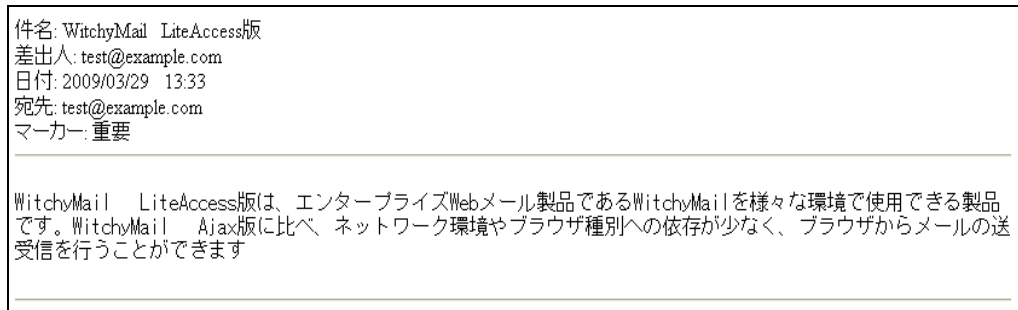 件名: WitchyMail LiteAccess版
差出人: test@example.com
日付: 2009/03/29 13:33
宛先: test@example.com
マーカー: 重要
WitchyMail LiteAccess版は、エンタープライズWebメール製品であるWitchyMailを様々な環境で使用できる製品
です。WitchyMail Ajax版に比べ、ネットワーク環境やブラウザ種別への依存が少なく、ブラウザからメールの送
受信を行うことができます